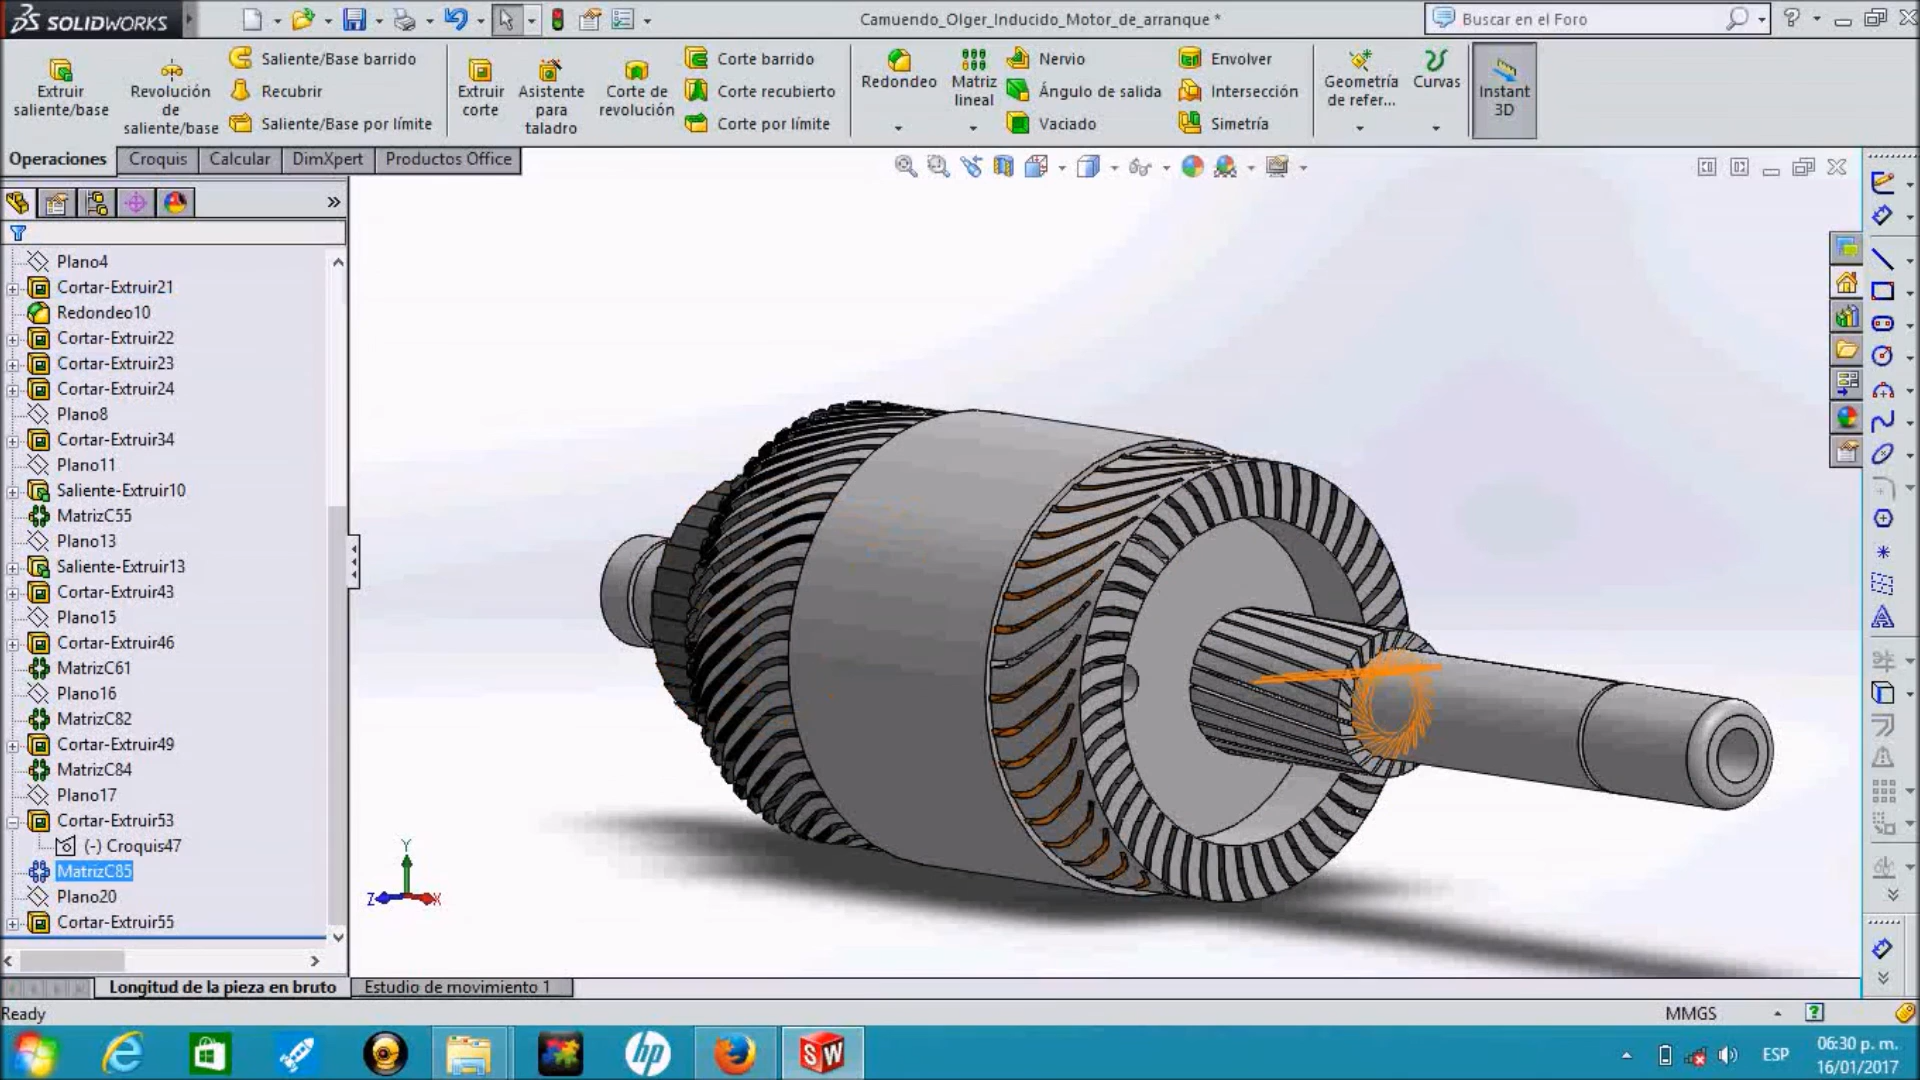 SOLIDWORKS
Camuendo_Olger_Inducido_Motor_de_arranque *
Buscar en el Foro
Extruir saliente/base
Revolución de saliente/base
Saliente/Base barrido
Recubrir
Saliente/Base por límite
Extruir corte
Asistente para taladro
Corte de revolución
Corte barrido
Corte recubierto
Corte por límite
Redondeo
Matriz lineal
Nervio
Ángulo de salida
Vaciado
Envolver
Intersección
Simetría
Geometría de refer...
Curvas
Instant 3D
Operaciones
Croquis
Calcular
DimXpert
Productos Office
Plano4
Cortar-Extruir21
Redondeo10
Cortar-Extruir22
Cortar-Extruir23
Cortar-Extruir24
Plano8
Cortar-Extruir34
Plano11
Saliente-Extruir10
MatrizC55
Plano13
Saliente-Extruir13
Cortar-Extruir43
Plano15
Cortar-Extruir46
MatrizC61
Plano16
MatrizC82
Cortar-Extruir49
MatrizC84
Plano17
Cortar-Extruir53
(-) Croquis47
MatrizC85
Plano20
Cortar-Extruir55
Y
Z
X
Longitud de la pieza en bruto
Estudio de movimiento 1
Ready
MMGS
hp
SW
ESP
06:30 p. m.
16/01/2017